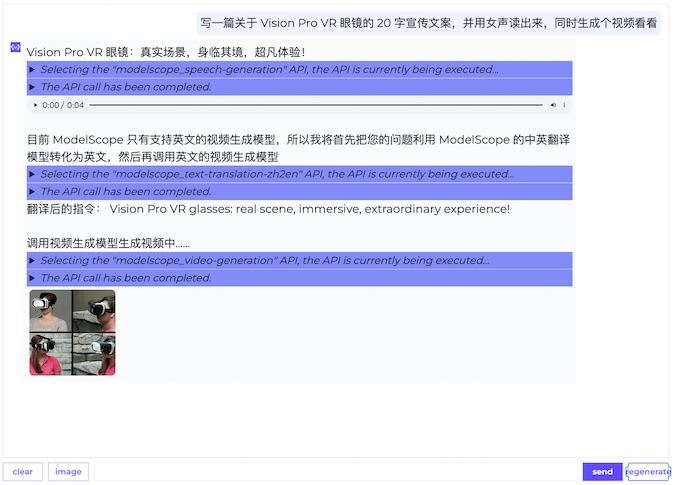 写一篇关于 Vision Pro VR 眼镜的 20 字宣传文案，并用女声读出来，同时生成个视频看看
Vision Pro VR 眼镜：真实场景，身临其境，超凡体验！
Selecting the "modelscope_speech-generation" API, the API is currently being executed...
The API call has been completed.
0:00 / 0:04
目前 ModelScope 只有支持英文的视频生成模型，所以我将首先把您的问题利用 ModelScope 的中英翻译
模型转化为英文，然后再调用英文的视频生成模型
Selecting the "modelscope_text-translation-zh2en" API, the API is currently being executed...
The API call has been completed.
翻译后的指令： Vision Pro VR glasses: real scene, immersive, extraordinary experience!
调用视频生成模型生成视频中......
Selecting the "modelscope_video-generation" API, the API is currently being executed...
The API call has been completed.
clear image send regenerate